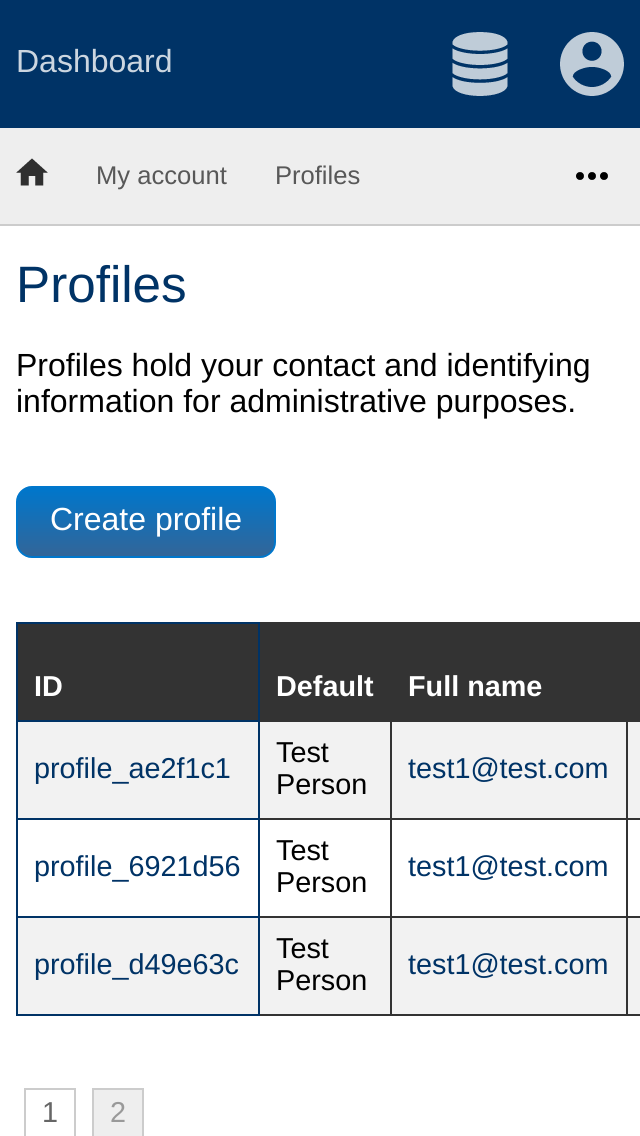 Dashboard
My account Profiles
Profiles
Profiles hold your contact and identifying
information for administrative purposes.
Create profile
ID Default Full name
profile_ae2f1c1 Test Person test1@test.com
profile_6921d56 Test Person test1@test.com
profile_d49e63c Test Person test1@test.com
1 2